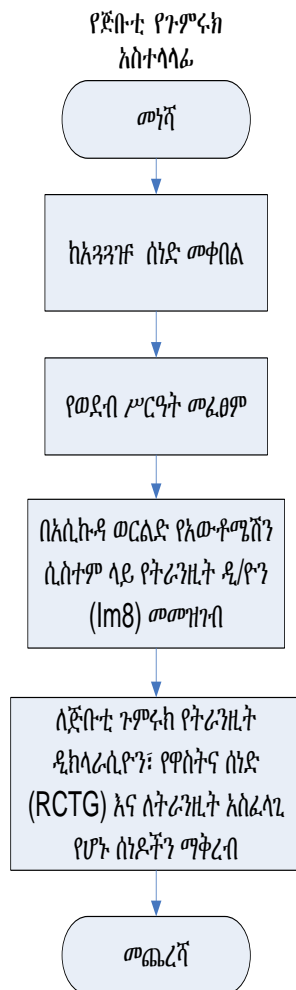 የጅቡቲ የጉምሩክ
አስተላላፊ
መነሻ
ከአጓጓዡ ሰነድ መቀበል
የወደብ ሥርዓት መፈፀም
በአሲኩዳ ወርልድ የአውቶሜሽን
ሲስተም ላይ የትራንዚት ዲ/ዮን
(Im8) መመዝገብ
ለጅቡቲ ጉምሩክ የትራንዚት
ዲክላራሲዮን፣ የዋስትና ሰነድ
(RCTG) እና ለትራንዚት አስፈላጊ
የሆኑ ሰነዶችን ማቅረብ
መጨረሻ